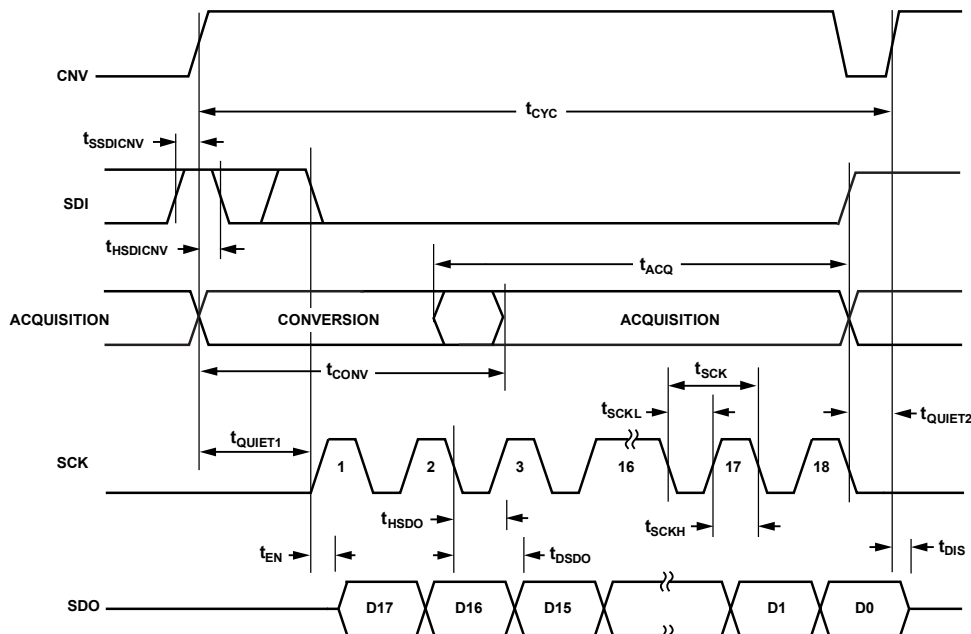 CNV
tCYC
tSSDICNV
SDI
tHSDICNV
tACQ
ACQUISITION
CONVERSION
ACQUISITION
tCONV
tSCK
tSCKL
tQUIET2
tQUIET1
SCK
1
2
3
16
17
18
tHSDO
tSCKH
tEN
tDSDO
tDIS
SDO
D17
D16
D15
D1
D0